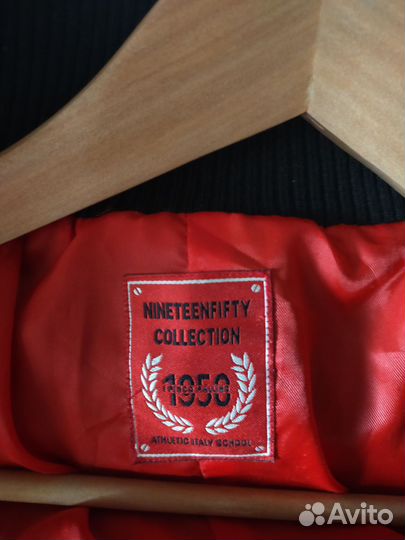 NINETEENFIFTY
COLLECTION
1950
ATHLETIC ITALY SCHOOL
Avito